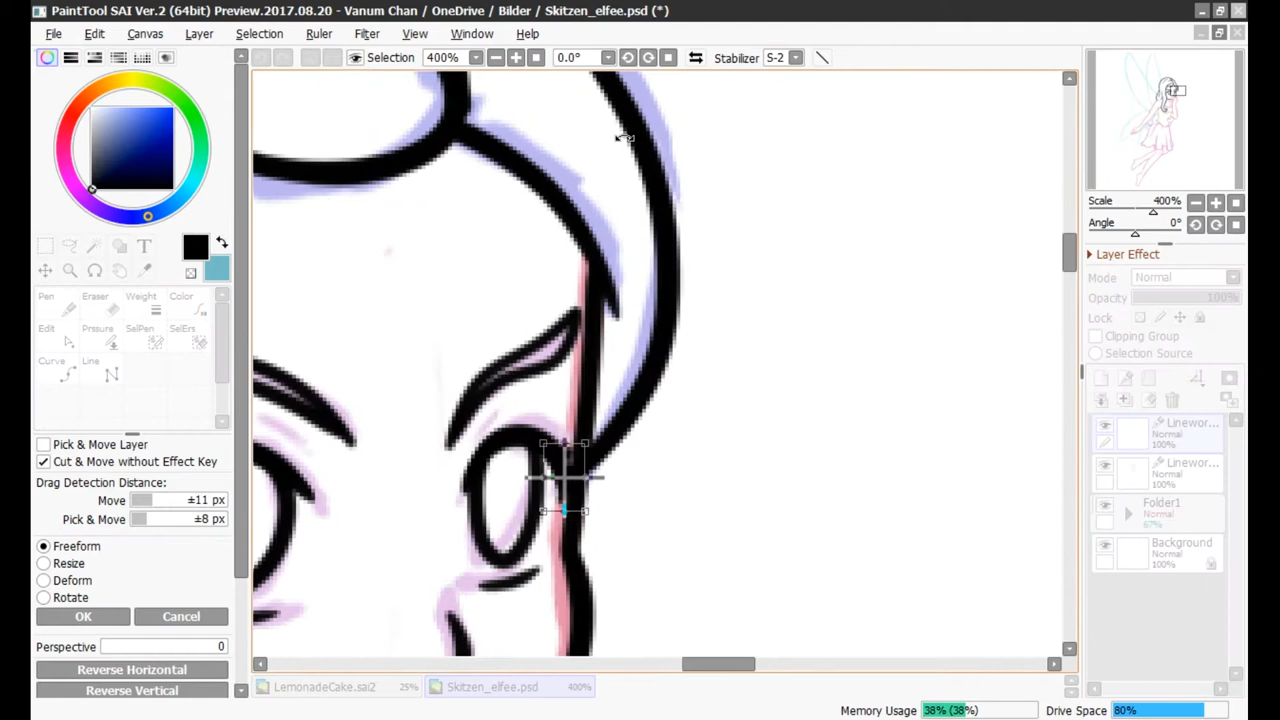 PaintTool SAI Ver.2 (64bit) Preview.2017.08.20 - Vanum Chan / OneDrive / Bilder / Skitzen_elfee.psd (*)
File Edit Canvas Layer Selection Ruler Filter View Window Help
Selection 400% 0.0° Stabilizer S-2
T
Pen Eraser Weight Color
Edit Prssure SelPen SelErs
Curve Line
Pick & Move Layer
Cut & Move without Effect Key
Drag Detection Distance:
Move ±11 px
Pick & Move ±8 px
Freeform
Resize
Deform
Rotate
OK Cancel
Perspective 0
Reverse Horizontal
Reverse Vertical
LemonadeCake.sai2 25% Skitzen_elfee.psd 400%
Scale 400%
Angle 0°
Layer Effect
Mode Normal
Opacity 100%
Lock
Clipping Group
Selection Source
Linewor...
Normal
100%
Linewor...
Normal
100%
Folder1
Normal
67%
Background
Normal
100%
Memory Usage 38% (38%) Drive Space 80%